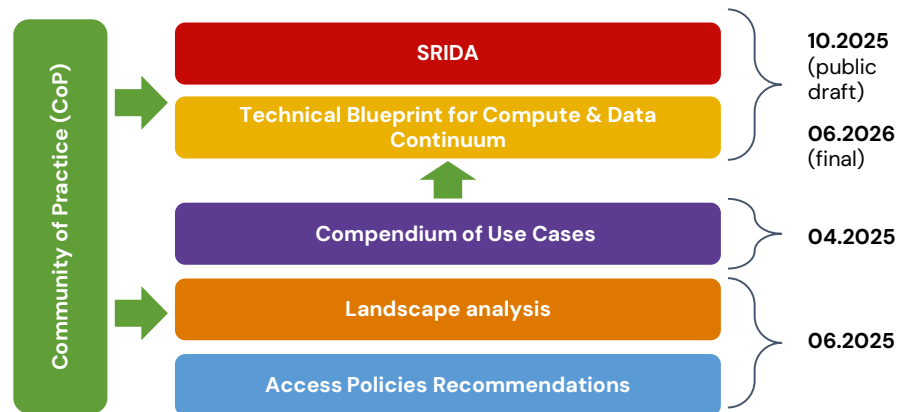 Community of Practice (CoP)
SRIDA
Technical Blueprint for Compute & Data
Continuum
10.2025
(public
draft)
06.2026
(final)
Compendium of Use Cases
04.2025
Landscape analysis
Access Policies Recommendations
06.2025